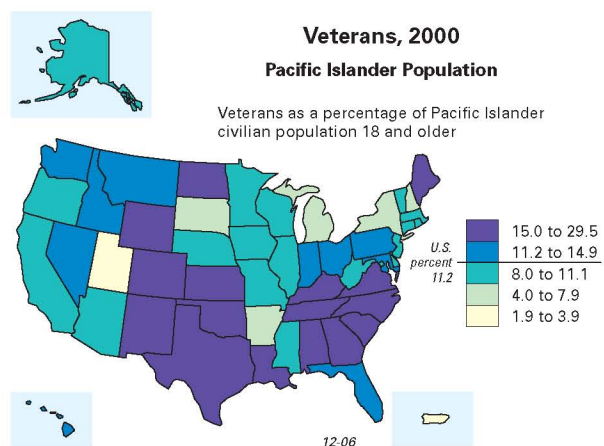 Veterans, 2000
Pacific Islander Population
Veterans as a percentage of Pacific Islander
civilian population 18 and older
U.S.
percent
11.2
15.0 to 29.5
11.2 to 14.9
8.0 to 11.1
4.0 to 7.9
1.9 to 3.9
12-06